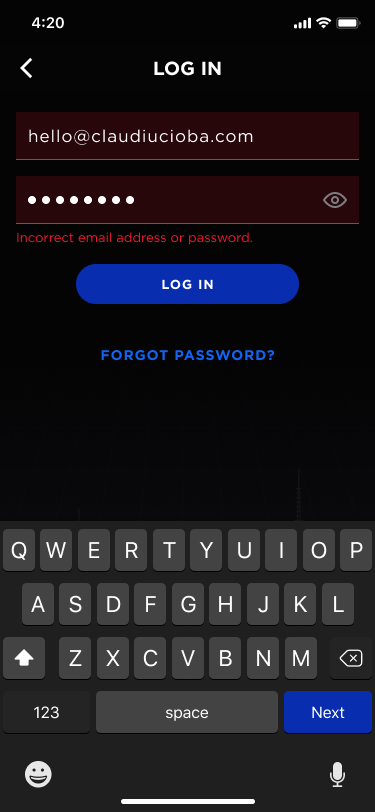 4:20
LOG IN
hello@claudiucioba.com
Incorrect email address or password.
LOG IN
FORGOT PASSWORD?
Q W E R T Y U I O P
A S D F G H J K L
Z X C V B N M
123 space Next